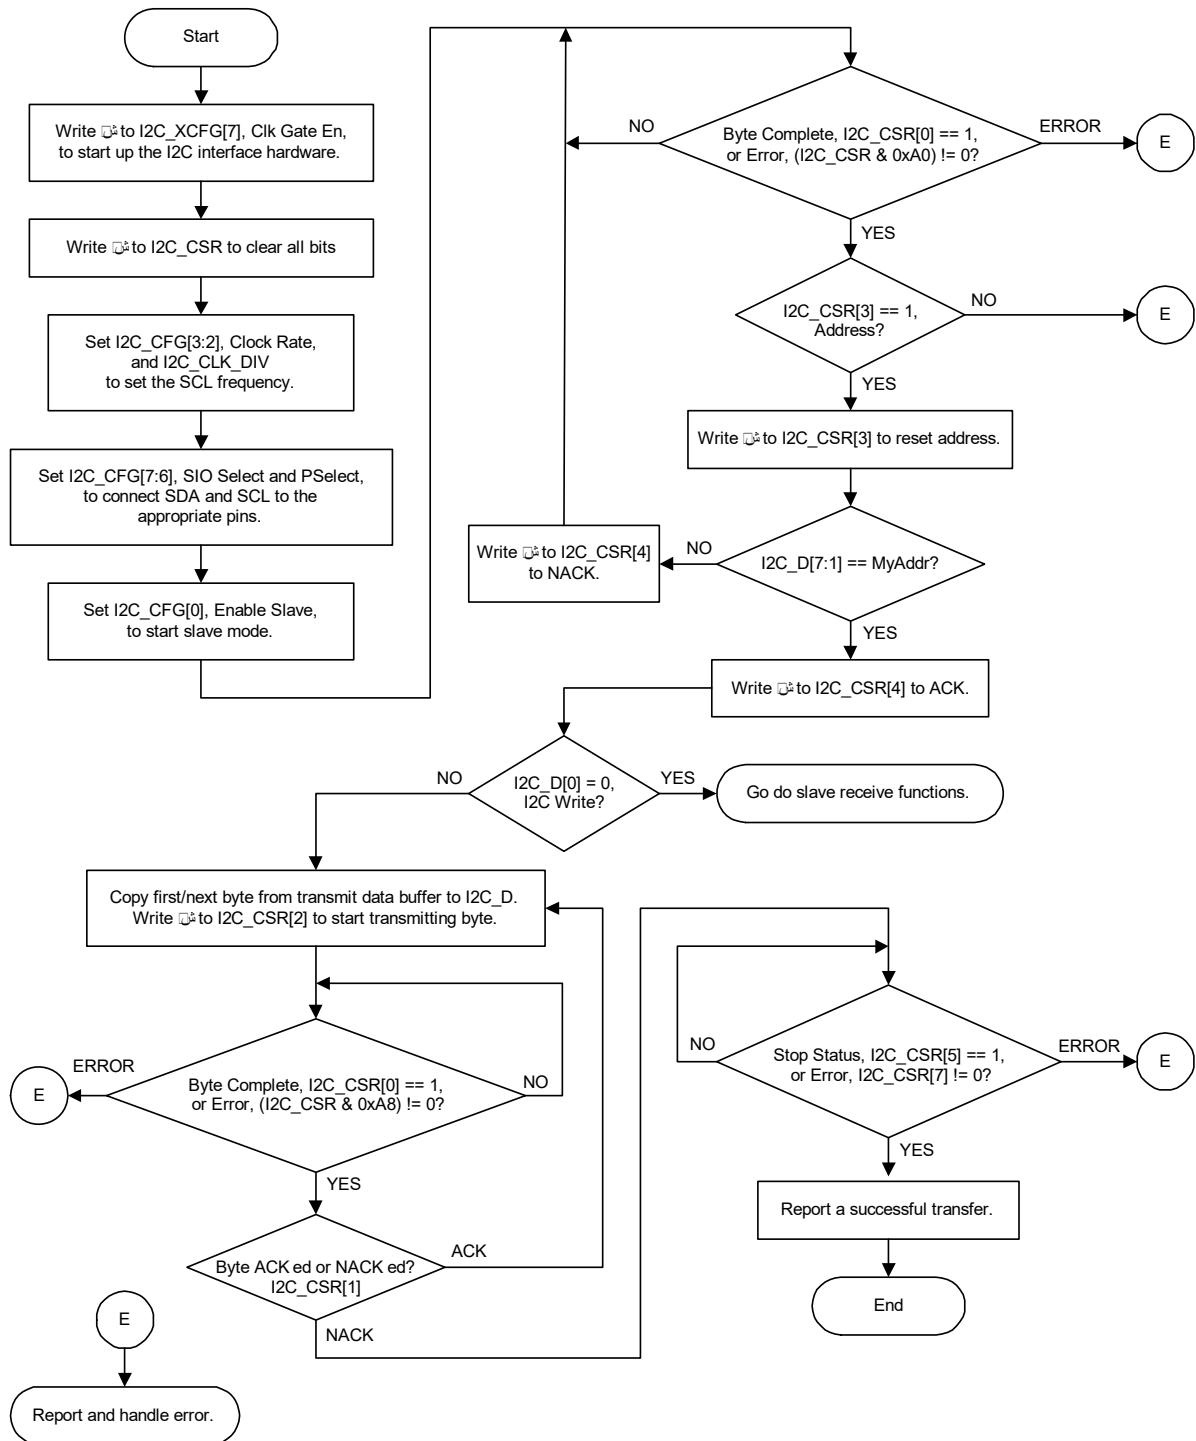 Start
Write to I2C_XCFG[7], Clk Gate En,
to start up the I2C interface hardware.
Write to I2C_CSR to clear all bits
Set I2C_CFG[3:2], Clock Rate,
and I2C_CLK_DIV
to set the SCL frequency.
Set I2C_CFG[7:6], SIO Select and PSelect,
to connect SDA and SCL to the
appropriate pins.
Set I2C_CFG[0], Enable Slave,
to start slave mode.
Byte Complete, I2C_CSR[0] == 1,
or Error, (I2C_CSR & 0xA0) != 0?
NO
ERROR
E
YES
I2C_CSR[3] == 1,
Address?
NO
E
YES
Write to I2C_CSR[3] to reset address.
I2C_D[7:1] == MyAddr?
NO
Write to I2C_CSR[4]
to NACK.
YES
Write to I2C_CSR[4] to ACK.
I2C_D[0] = 0,
I2C Write?
NO
YES
Go do slave receive functions.
Copy first/next byte from transmit data buffer to I2C_D.
Write to I2C_CSR[2] to start transmitting byte.
Byte Complete, I2C_CSR[0] == 1,
or Error, (I2C_CSR & 0xA8) != 0?
ERROR
E
NO
YES
Byte ACK ed or NACK ed?
I2C_CSR[1]
ACK
NACK
Stop Status, I2C_CSR[5] == 1,
or Error, I2C_CSR[7] != 0?
NO
ERROR
E
YES
Report a successful transfer.
End
E
Report and handle error.